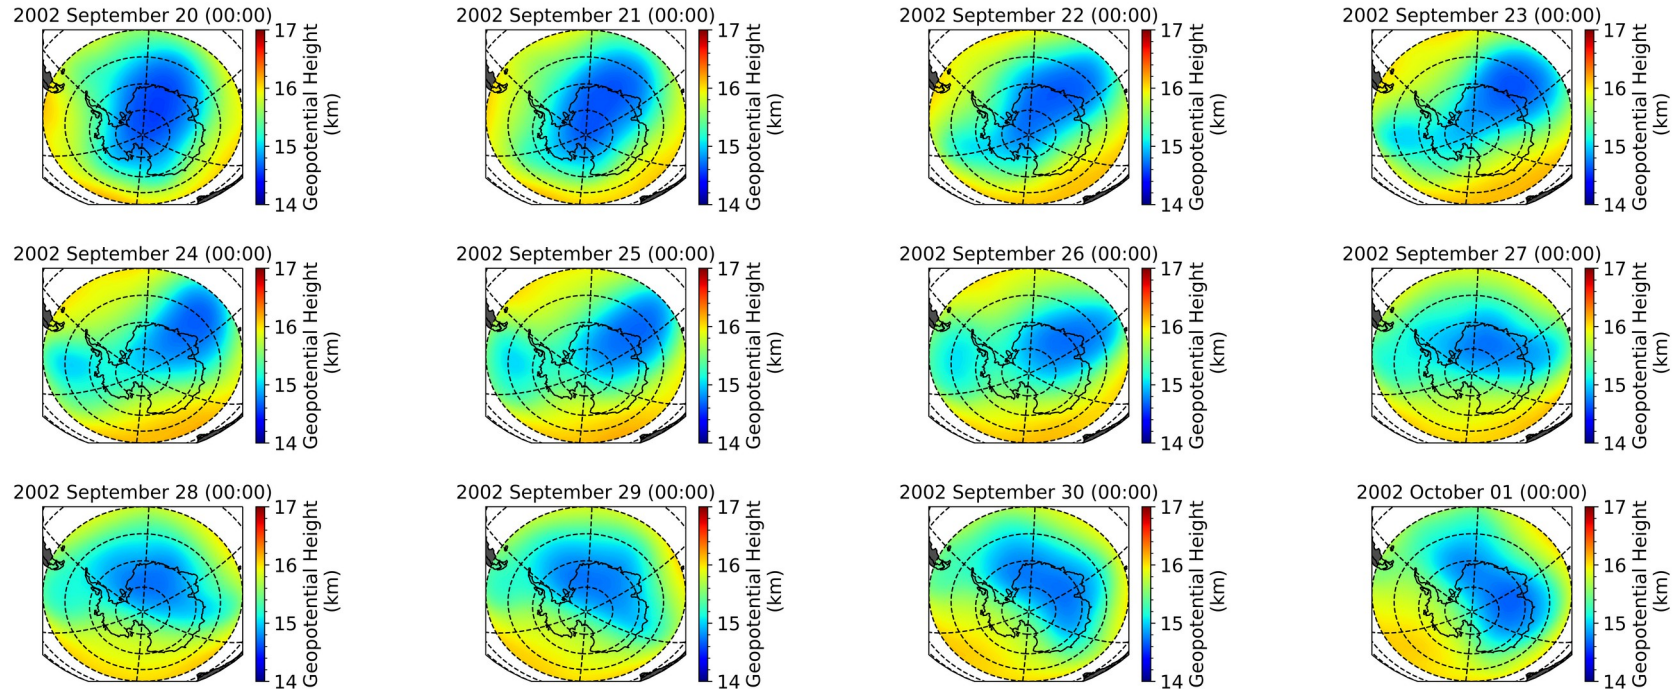 2002 September 20 (00:00)
17
16
15
14
Geopotential Height
(km)
2002 September 21 (00:00)
17
16
15
14
Geopotential Height
(km)
2002 September 22 (00:00)
17
16
15
14
Geopotential Height
(km)
2002 September 23 (00:00)
17
16
15
14
Geopotential Height
(km)
2002 September 24 (00:00)
17
16
15
14
Geopotential Height
(km)
2002 September 25 (00:00)
17
16
15
14
Geopotential Height
(km)
2002 September 26 (00:00)
17
16
15
14
Geopotential Height
(km)
2002 September 27 (00:00)
17
16
15
14
Geopotential Height
(km)
2002 September 28 (00:00)
17
16
15
14
Geopotential Height
(km)
2002 September 29 (00:00)
17
16
15
14
Geopotential Height
(km)
2002 September 30 (00:00)
17
16
15
14
Geopotential Height
(km)
2002 October 01 (00:00)
17
16
15
14
Geopotential Height
(km)